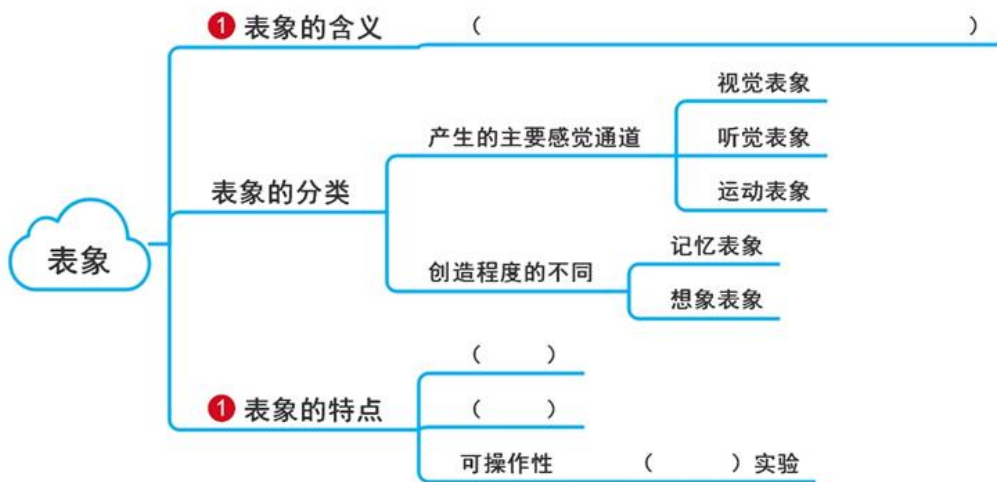 表象
❶ 表象的含义 （ ）
表象的分类
产生的主要感觉通道
视觉表象
听觉表象
运动表象
创造程度的不同
记忆表象
想象表象
❶ 表象的特点
（ ）
（ ）
可操作性 （ ）实验